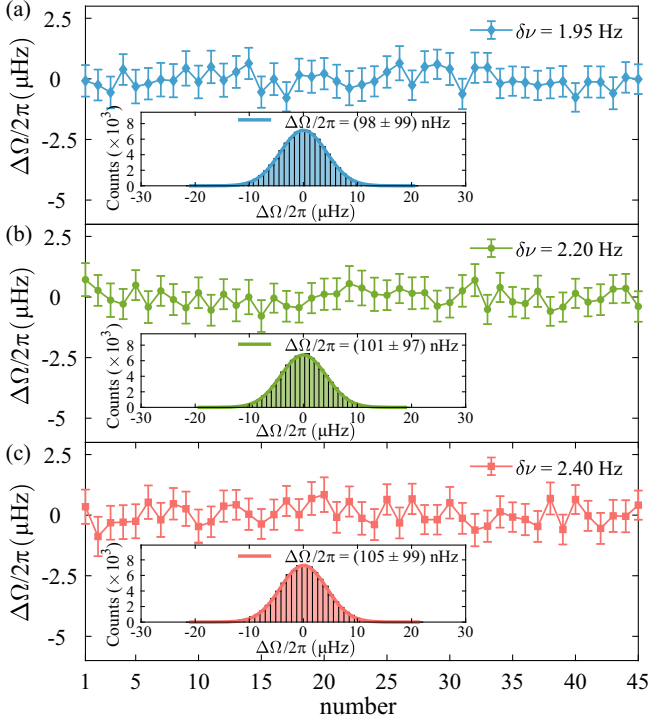 (a)
2.5
0
-2.5
-5
ΔΩ/2π (μHz)
δν = 1.95 Hz
ΔΩ/2π = (98 ± 99) nHz
Counts (×10³)
8
6
4
2
0
-30 -20 -10 0 10 20 30
ΔΩ/2π (μHz)
(b)
2.5
0
-2.5
-5
ΔΩ/2π (μHz)
δν = 2.20 Hz
ΔΩ/2π = (101 ± 97) nHz
Counts (×10³)
8
6
4
2
0
-30 -20 -10 0 10 20 30
ΔΩ/2π (μHz)
(c)
2.5
0
-2.5
-5
ΔΩ/2π (μHz)
δν = 2.40 Hz
ΔΩ/2π = (105 ± 99) nHz
Counts (×10³)
8
6
4
2
0
-30 -20 -10 0 10 20 30
ΔΩ/2π (μHz)
1 5 10 15 20 25 30 35 40 45
number